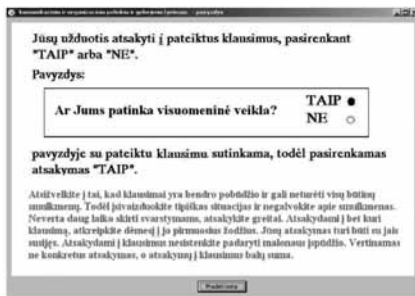 Jūsų užduotis atsakyti į pateiktus klausimus, pasirenkant
"TAIP" arba "NE".
Pavyzdys:
Ar Jums patinka visuomeninė veikla?
TAIP
NE
pavyzdyje su pateiktu klausimu sutinkama, todėl pasirenkamas
atsakymas "TAIP".
Atsižvelkite į tai, kad klausimai yra bendro pobūdžio ir gali neturėti visų būtinų
smulkmenų. Todėl įsivaizduokite tipiškas situacijas ir negalvokite apie smulkmenas.
Neverta daug laiko skirti svarstymams, atsakykite greitai. Atsakydami į bet kurį
klausimą, atkreipkite dėmesį į jo pirmuosius žodžius. Jūsų atsakymas turi būti su jais
susijęs. Atsakydami į klausimus nesistenkite padaryti malonaus įspūdžio. Vertinamas
ne konkretus atsakymas, o atsakymų į klausimus balų suma.